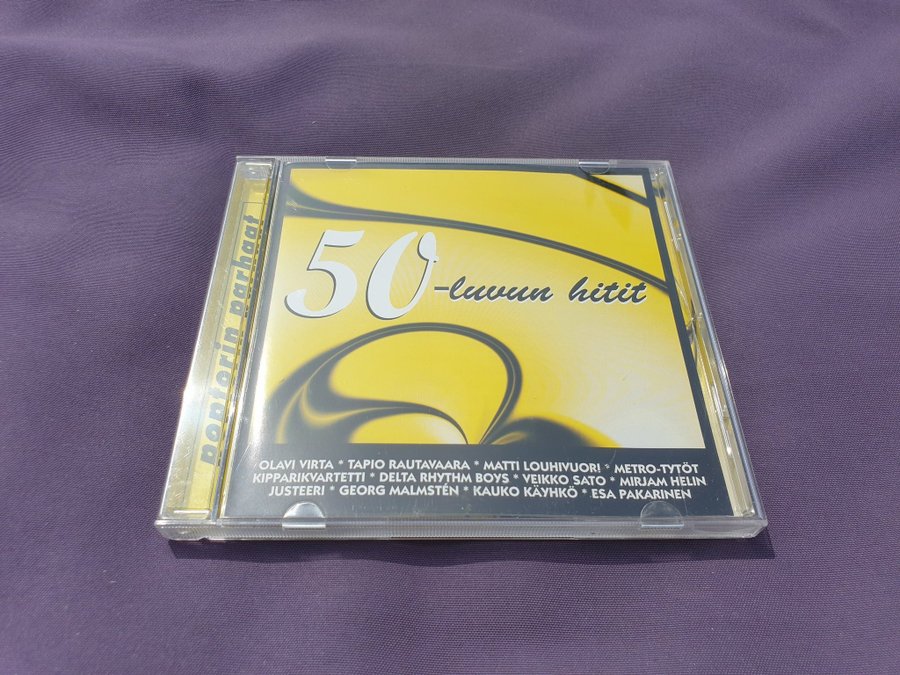 poptorin parhaat
50-luvun hitit
OLAVI VIRTA * TAPIO RAUTAVAARA * MATTI LOUHIVUORI * METRO-TYTÖT
KIPPARIKVARTETTI * DELTA RHYTHM BOYS * VEIKKO SATO * MIRJAM HELIN
JUSTEERI * GEORG MALMSTÉN * KAUKO KÄYHKÖ * ESA PAKARINEN